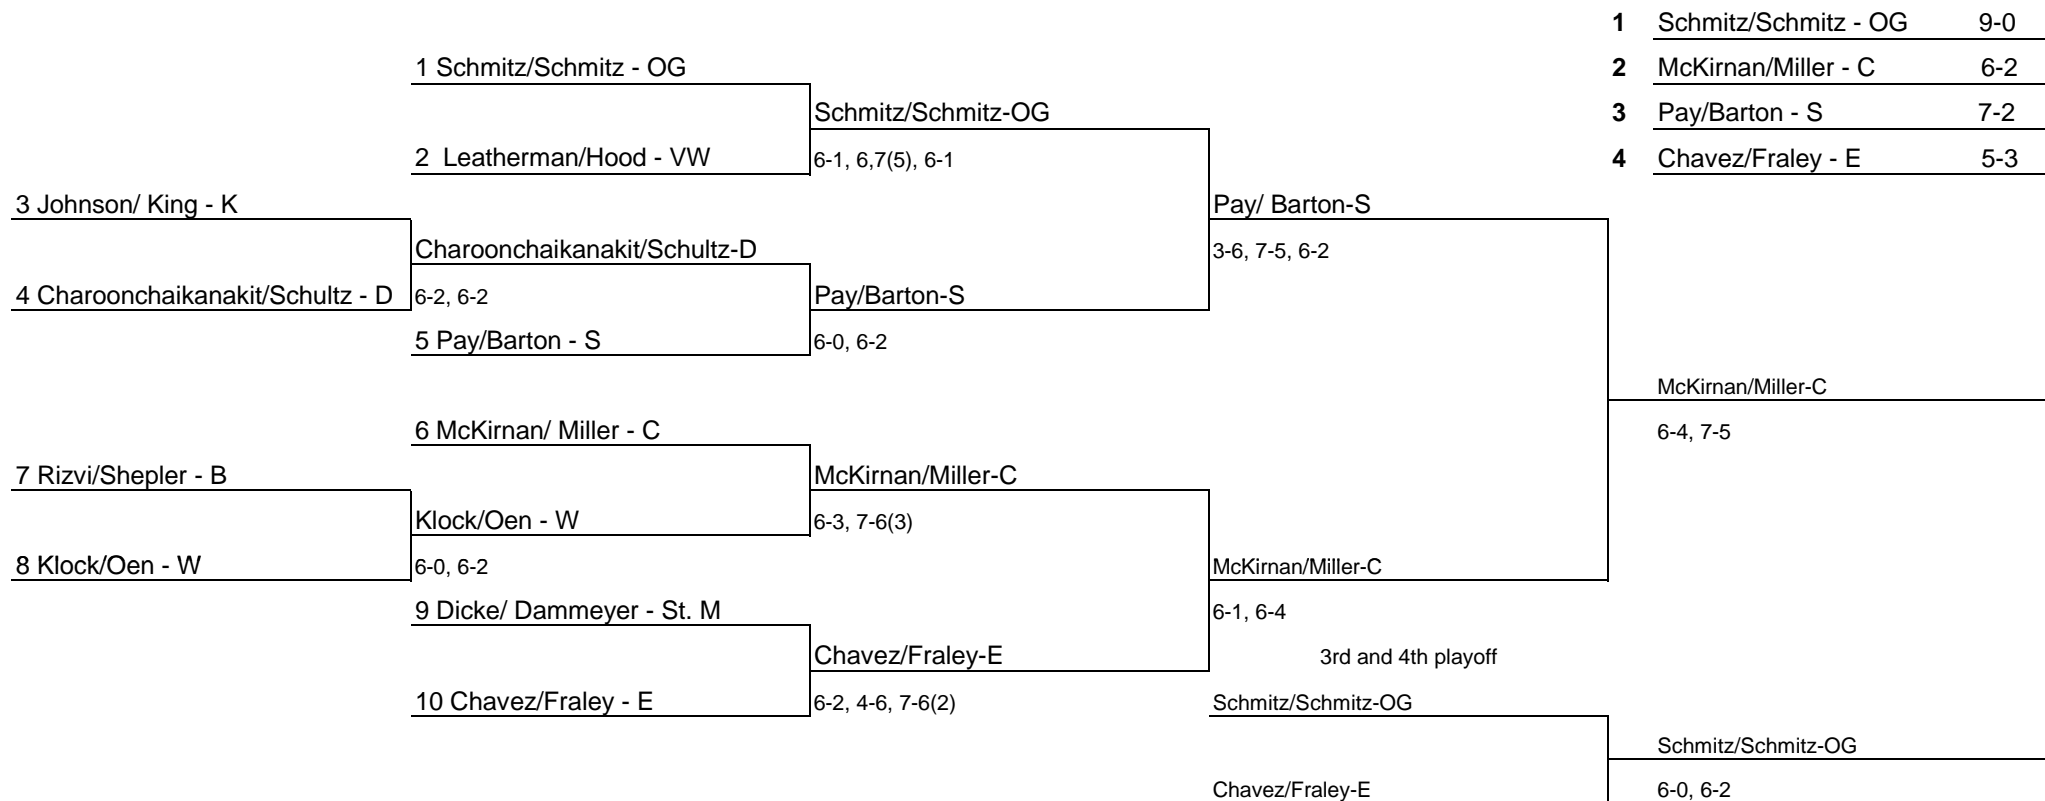 1 Schmitz/Schmitz - OG 9-0
1 Schmitz/Schmitz - OG
2 McKirnan/Miller - C 6-2
Schmitz/Schmitz-OG
3 Pay/Barton - S 7-2
2 Leatherman/Hood - VW
6-1, 6,7(5), 6-1
4 Chavez/Fraley - E 5-3
3 Johnson/ King - K
Pay/ Barton-S
Charoonchaikanakit/Schultz-D
3-6, 7-5, 6-2
4 Charoonchaikanakit/Schultz - D
6-2, 6-2
Pay/Barton-S
5 Pay/Barton - S
6-0, 6-2
McKirnan/Miller-C
6 McKirnan/ Miller - C
6-4, 7-5
7 Rizvi/Shepler - B
McKirnan/Miller-C
Klock/Oen - W
6-3, 7-6(3)
8 Klock/Oen - W
6-0, 6-2
McKirnan/Miller-C
9 Dicke/ Dammeyer - St. M
6-1, 6-4
Chavez/Fraley-E
3rd and 4th playoff
10 Chavez/Fraley - E
6-2, 4-6, 7-6(2)
Schmitz/Schmitz-OG
Schmitz/Schmitz-OG
Chavez/Fraley-E
6-0, 6-2